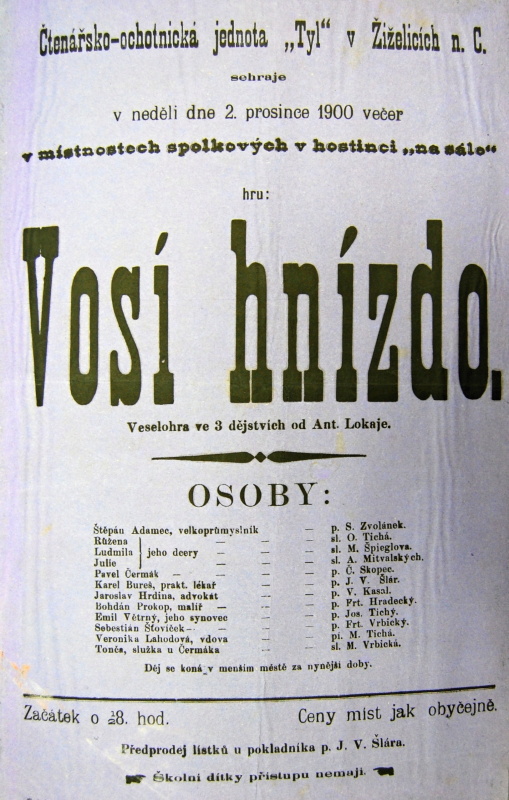 Čtenářsko-ochotnická jednota „Tyl" v Žiželicích n. C.
sehraje
v neděli dne 2. prosince 1900 večer
v místnostech spolkových v hostinci „na sále"
hru:
Vosí hnízdo.
Veselohra ve 3 dějstvích od Ant. Lokaje.
OSOBY:
Štěpán Adamec, velkoprůmyslník — — p. S. Zvolánek.
Růžena — — — sl. O. Tichá.
Ludmila } jeho dcery — — — sl. M. Špieglova.
Julie — — — sl. A. Mitvalských.
Pavel Čermák — — — — p. Č. Skopec.
Karel Bureš, prakt. lékař — — p. J. V. Šlár.
Jaroslav Hrdina, advokát — — p. V. Kasal.
Bohdán Prokop, malíř — — — p. Frt. Hradecký.
Emil Větrný, jeho synovec — — p. Jos. Tichý.
Sebestián Šťovíček — — — p. Frt. Vrbický.
Veronika Lahodová, vdova — — pí. M. Tichá.
Tonča, služka u Čermáka — — sl. M. Vrbická.
Děj se koná v menším městě za nynější doby.
Začátek o ½8. hod. Ceny míst jak obyčejně.
Předprodej lístků u pokladníka p. J. V. Šlára.
Školní dítky přístupu nemají.